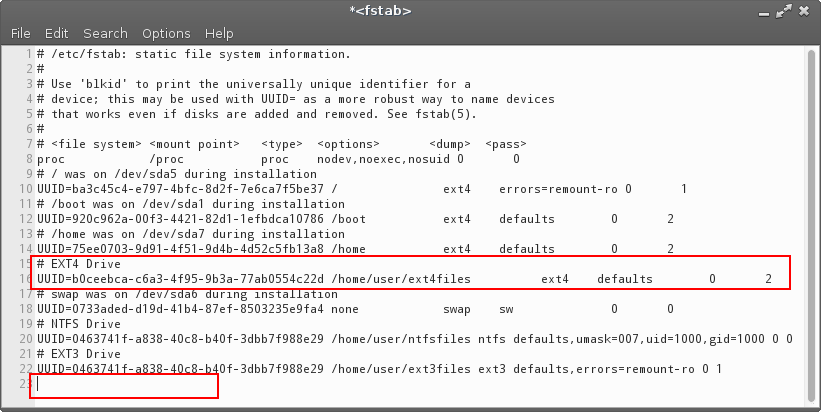 *<fstab>
File Edit Search Options Help
1 # /etc/fstab: static file system information.
2 #
3 # Use 'blkid' to print the universally unique identifier for a
4 # device; this may be used with UUID= as a more robust way to name devices
5 # that works even if disks are added and removed. See fstab(5).
6 #
7 # <file system> <mount point>   <type>  <options>       <dump>  <pass>
8 proc            /proc           proc    nodev,noexec,nosuid 0       0
9 # / was on /dev/sda5 during installation
10 UUID=ba3c45c4-e797-4bfc-8d2f-7e6ca7f5be37 /               ext4    errors=remount-ro 0       1
11 # /boot was on /dev/sda1 during installation
12 UUID=920c962a-00f3-4421-82d1-1efbdca10786 /boot           ext4    defaults        0       2
13 # /home was on /dev/sda7 during installation
14 UUID=75ee0703-9d91-4f51-9d4b-4d52c5fb13a8 /home           ext4    defaults        0       2
15 # EXT4 Drive
16 UUID=b0ceebca-c6a3-4f95-9b3a-77ab0554c22d /home/user/ext4files          ext4    defaults        0       2
17 # swap was on /dev/sda6 during installation
18 UUID=0733aded-d19d-41b4-87ef-8503235e9fa4 none            swap    sw              0       0
19 # NTFS Drive
20 UUID=0463741f-a838-40c8-b40f-3dbb7f988e29 /home/user/ntfsfiles ntfs defaults,umask=007,uid=1000,gid=1000 0 0
21 # EXT3 Drive
22 UUID=0463741f-a838-40c8-b40f-3dbb7f988e29 /home/user/ext3files ext3 defaults,errors=remount-ro 0 1
23